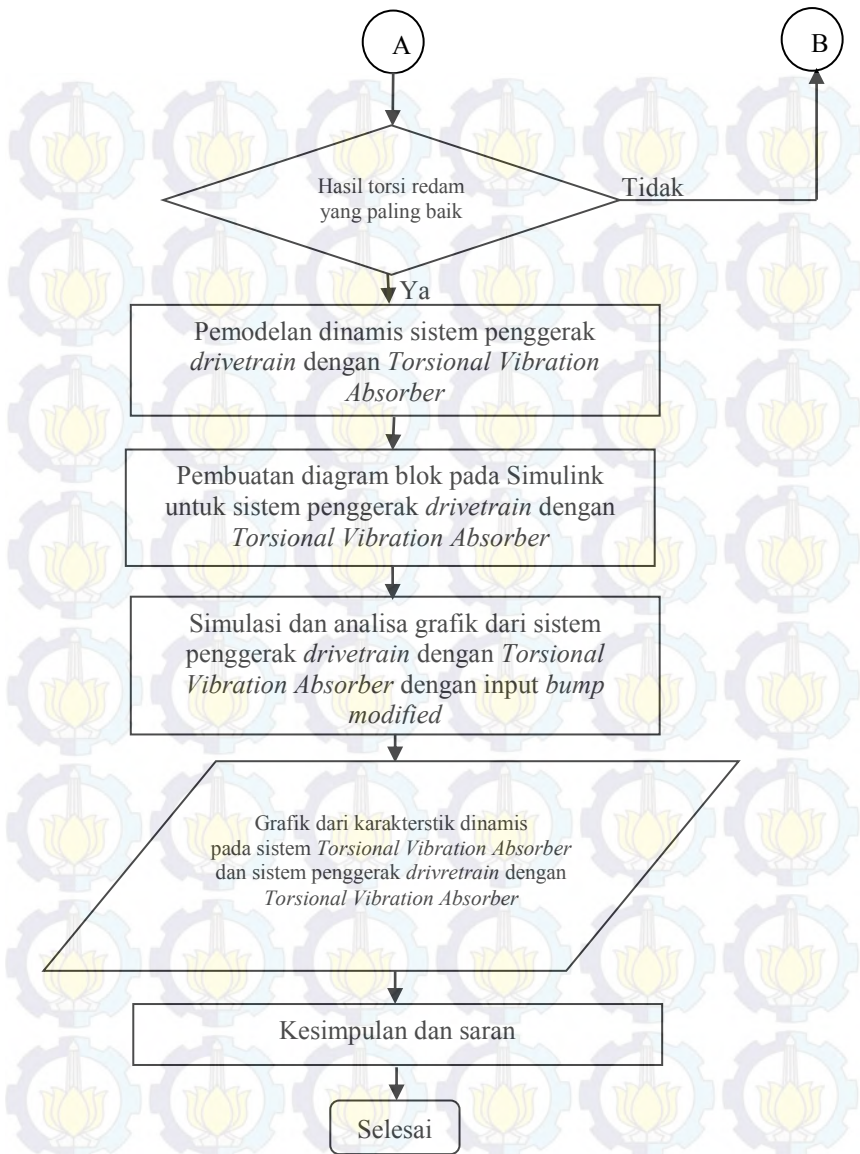 A
B
Hasil torsi redam
yang paling baik
Tidak
Ya
Pemodelan dinamis sistem penggerak
drivetrain dengan Torsional Vibration
Absorber
Pembuatan diagram blok pada Simulink
untuk sistem penggerak drivetrain dengan
Torsional Vibration Absorber
Simulasi dan analisa grafik dari sistem
penggerak drivetrain dengan Torsional
Vibration Absorber dengan input bump
modified
Grafik dari karakterstik dinamis
pada sistem Torsional Vibration Absorber
dan sistem penggerak drivretrain dengan
Torsional Vibration Absorber
Kesimpulan dan saran
Selesai